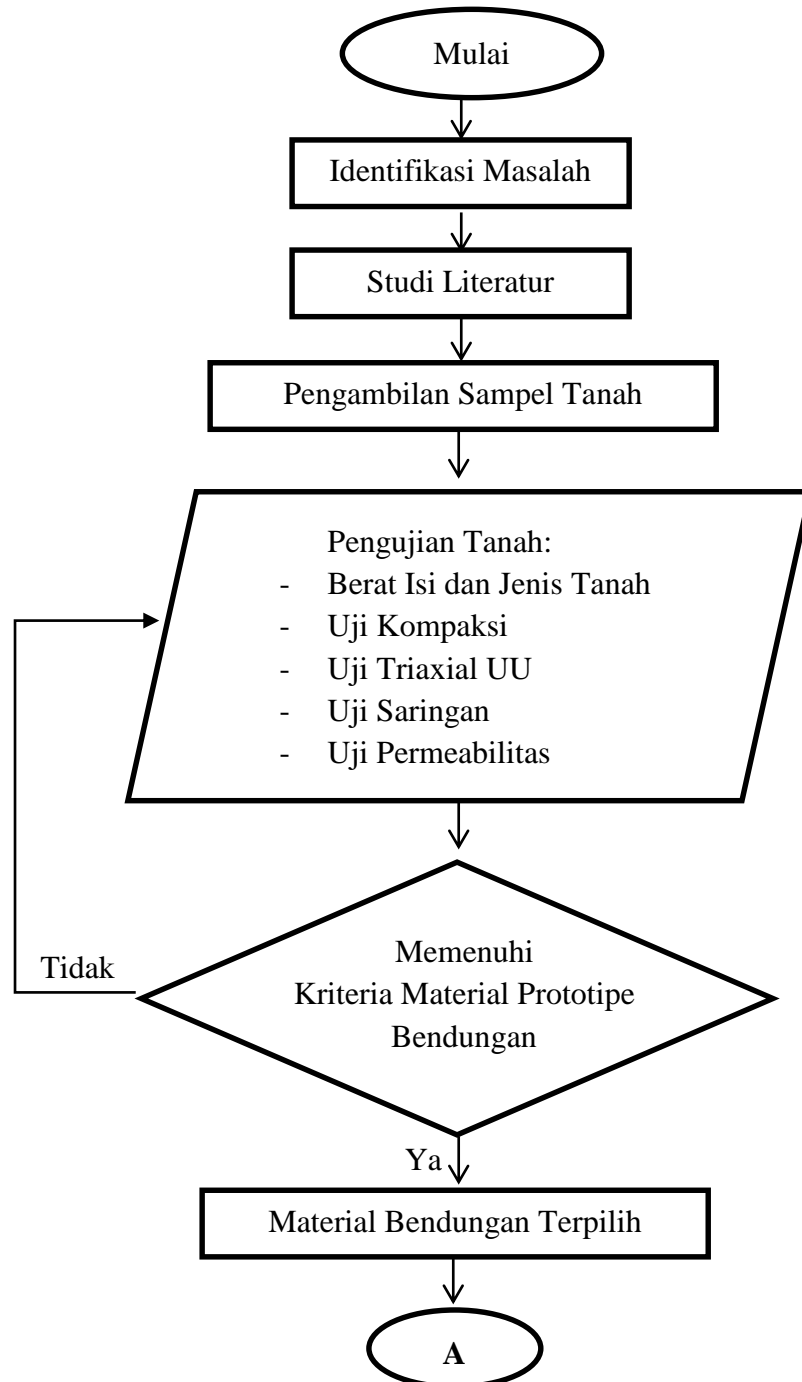 Mulai
Identifikasi Masalah
Studi Literatur
Pengambilan Sampel Tanah
Pengujian Tanah:
- Berat Isi dan Jenis Tanah
- Uji Kompaksi
- Uji Triaxial UU
- Uji Saringan
- Uji Permeabilitas
Memenuhi
Kriteria Material Prototipe
Bendungan
Tidak
Ya
Material Bendungan Terpilih
A